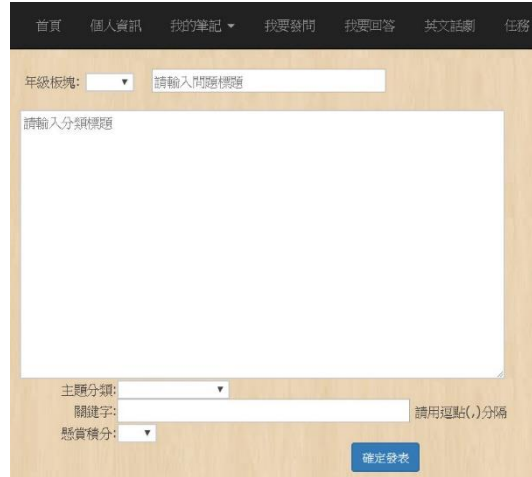 首頁 個人資訊 我的筆記 我要發問 我要回答 英文話劇 任務
年級板塊: 請輸入問題標題
請輸入分類標題
主題分類:
關鍵字: 請用逗點(,)分隔
懸賞積分:
確定發表